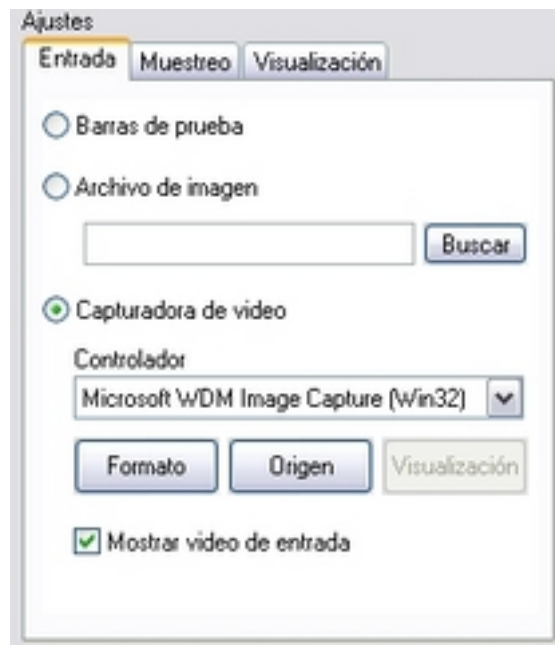 Ajustes
Entrada Muestreo Visualización
Barras de prueba
Archivo de imagen
Buscar
Capturadora de video
Controlador
Microsoft WDM Image Capture (Win32)
Formato Origen Visualización
Mostrar video de entrada